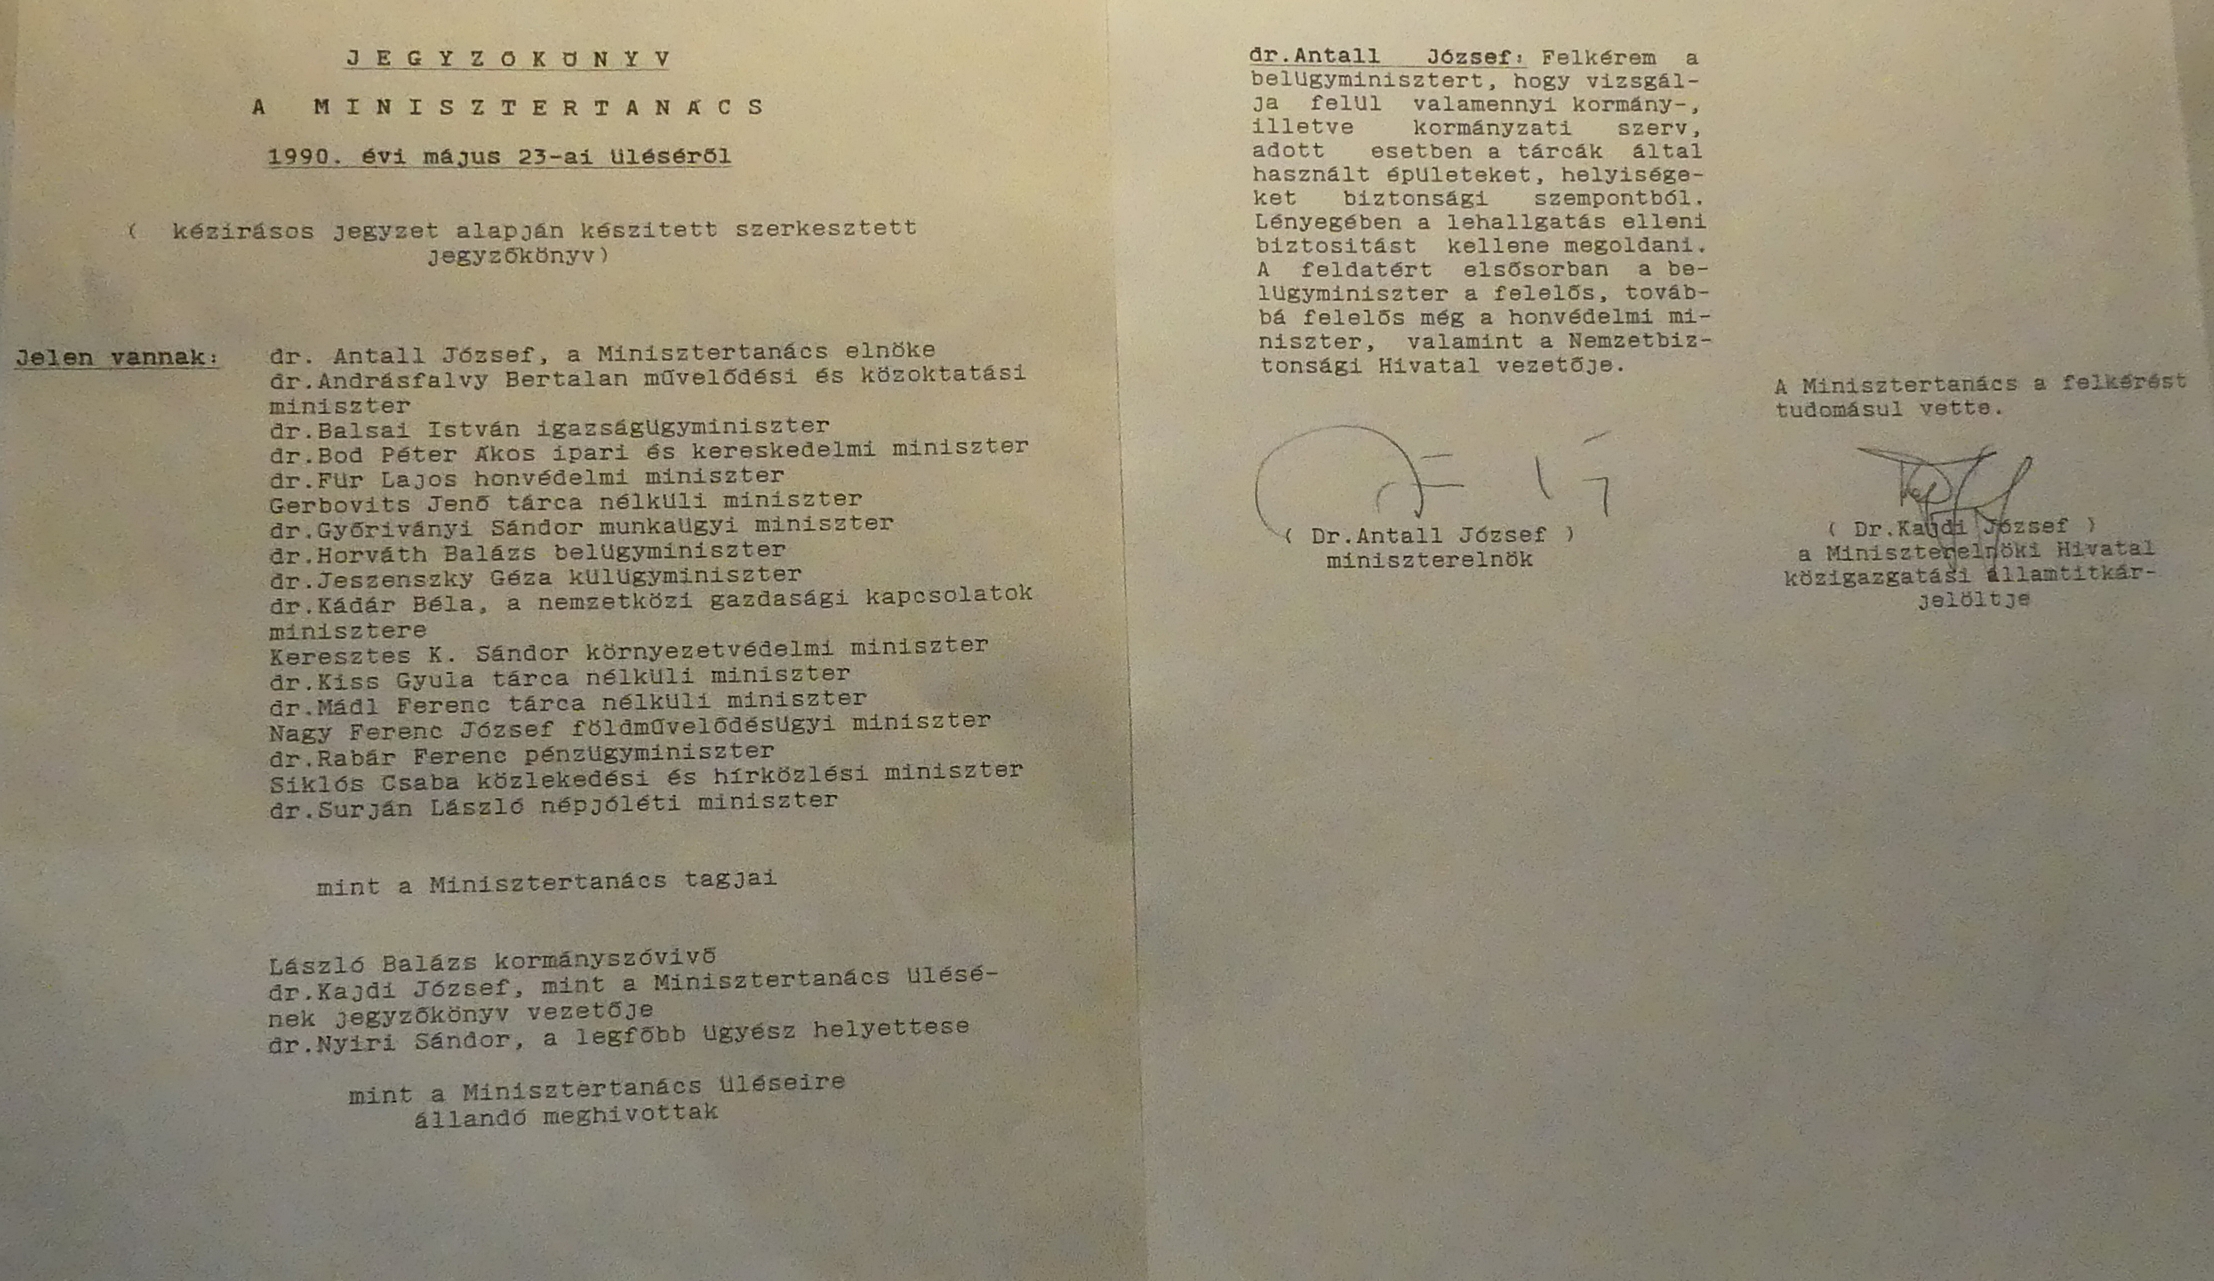 JEGYZŐKÖNYV
A MINISZTERTANÁCS
1990. évi május 23-ai üléséről
( kézirásos jegyzet alapján készitett szerkesztett
jegyzőkönyv)
Jelen vannak: dr. Antall József, a Minisztertanács elnöke
dr.Andrásfalvy Bertalan művelődési és közoktatási
miniszter
dr.Balsai István igazságügyminiszter
dr.Bod Péter Ákos ipari és kereskedelmi miniszter
dr.Für Lajos honvédelmi miniszter
Gerbovits Jenő tárca nélküli miniszter
dr.Győriványi Sándor munkaügyi miniszter
dr.Horváth Balázs belügyminiszter
dr.Jeszenszky Géza külügyminiszter
dr.Kádár Béla, a nemzetközi gazdasági kapcsolatok
minisztere
Keresztes K. Sándor környezetvédelmi miniszter
dr.Kiss Gyula tárca nélküli miniszter
dr.Mádl Ferenc tárca nélküli miniszter
Nagy Ferenc József földművelődésügyi miniszter
dr.Rabár Ferenc pénzügyminiszter
Siklós Csaba közlekedési és hírközlési miniszter
dr.Surján László népjóléti miniszter
mint a Minisztertanács tagjai
László Balázs kormányszóvivő
dr.Kajdi József, mint a Minisztertanács ülésé-
nek jegyzőkönyv vezetője
dr.Nyiri Sándor, a legfőbb ügyész helyettese
mint a Minisztertanács üléseire
állandó meghivottak
dr.Antall József: Felkérem a
belügyminisztert, hogy vizsgál-
ja felül valamennyi kormány-,
illetve kormányzati szerv,
adott esetben a tárcák által
használt épületeket, helyisége-
ket biztonsági szempontból.
Lényegében a lehallgatás elleni
biztositást kellene megoldani.
A feldatért elsősorban a be-
lügyminiszter a felelős, továb-
bá felelős még a honvédelmi mi-
niszter, valamint a Nemzetbiz-
tonsági Hivatal vezetője.
A Minisztertanács a felkérést
tudomásul vette.
( Dr.Antall József )
miniszterelnök
( Dr.Kajdi József )
a Miniszterelnöki Hivatal
közigazgatási államtitkár-
jelöltje